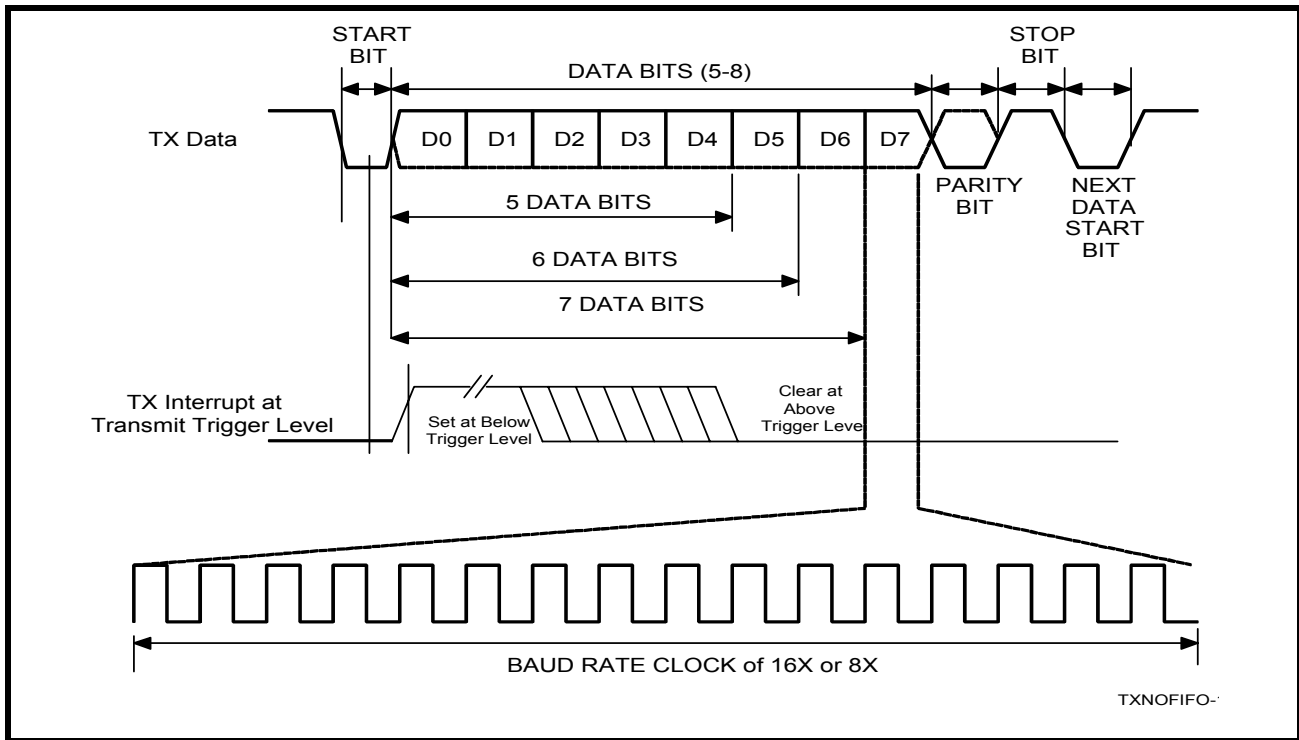 START
BIT
STOP
BIT
DATA BITS (5-8)
TX Data
D0 D1 D2 D3 D4 D5 D6 D7
PARITY
BIT
NEXT
DATA
START
BIT
5 DATA BITS
6 DATA BITS
7 DATA BITS
TX Interrupt at
Transmit Trigger Level
Set at Below
Trigger Level
Clear at
Above
Trigger Level
BAUD RATE CLOCK of 16X or 8X
TXNOFIFO-